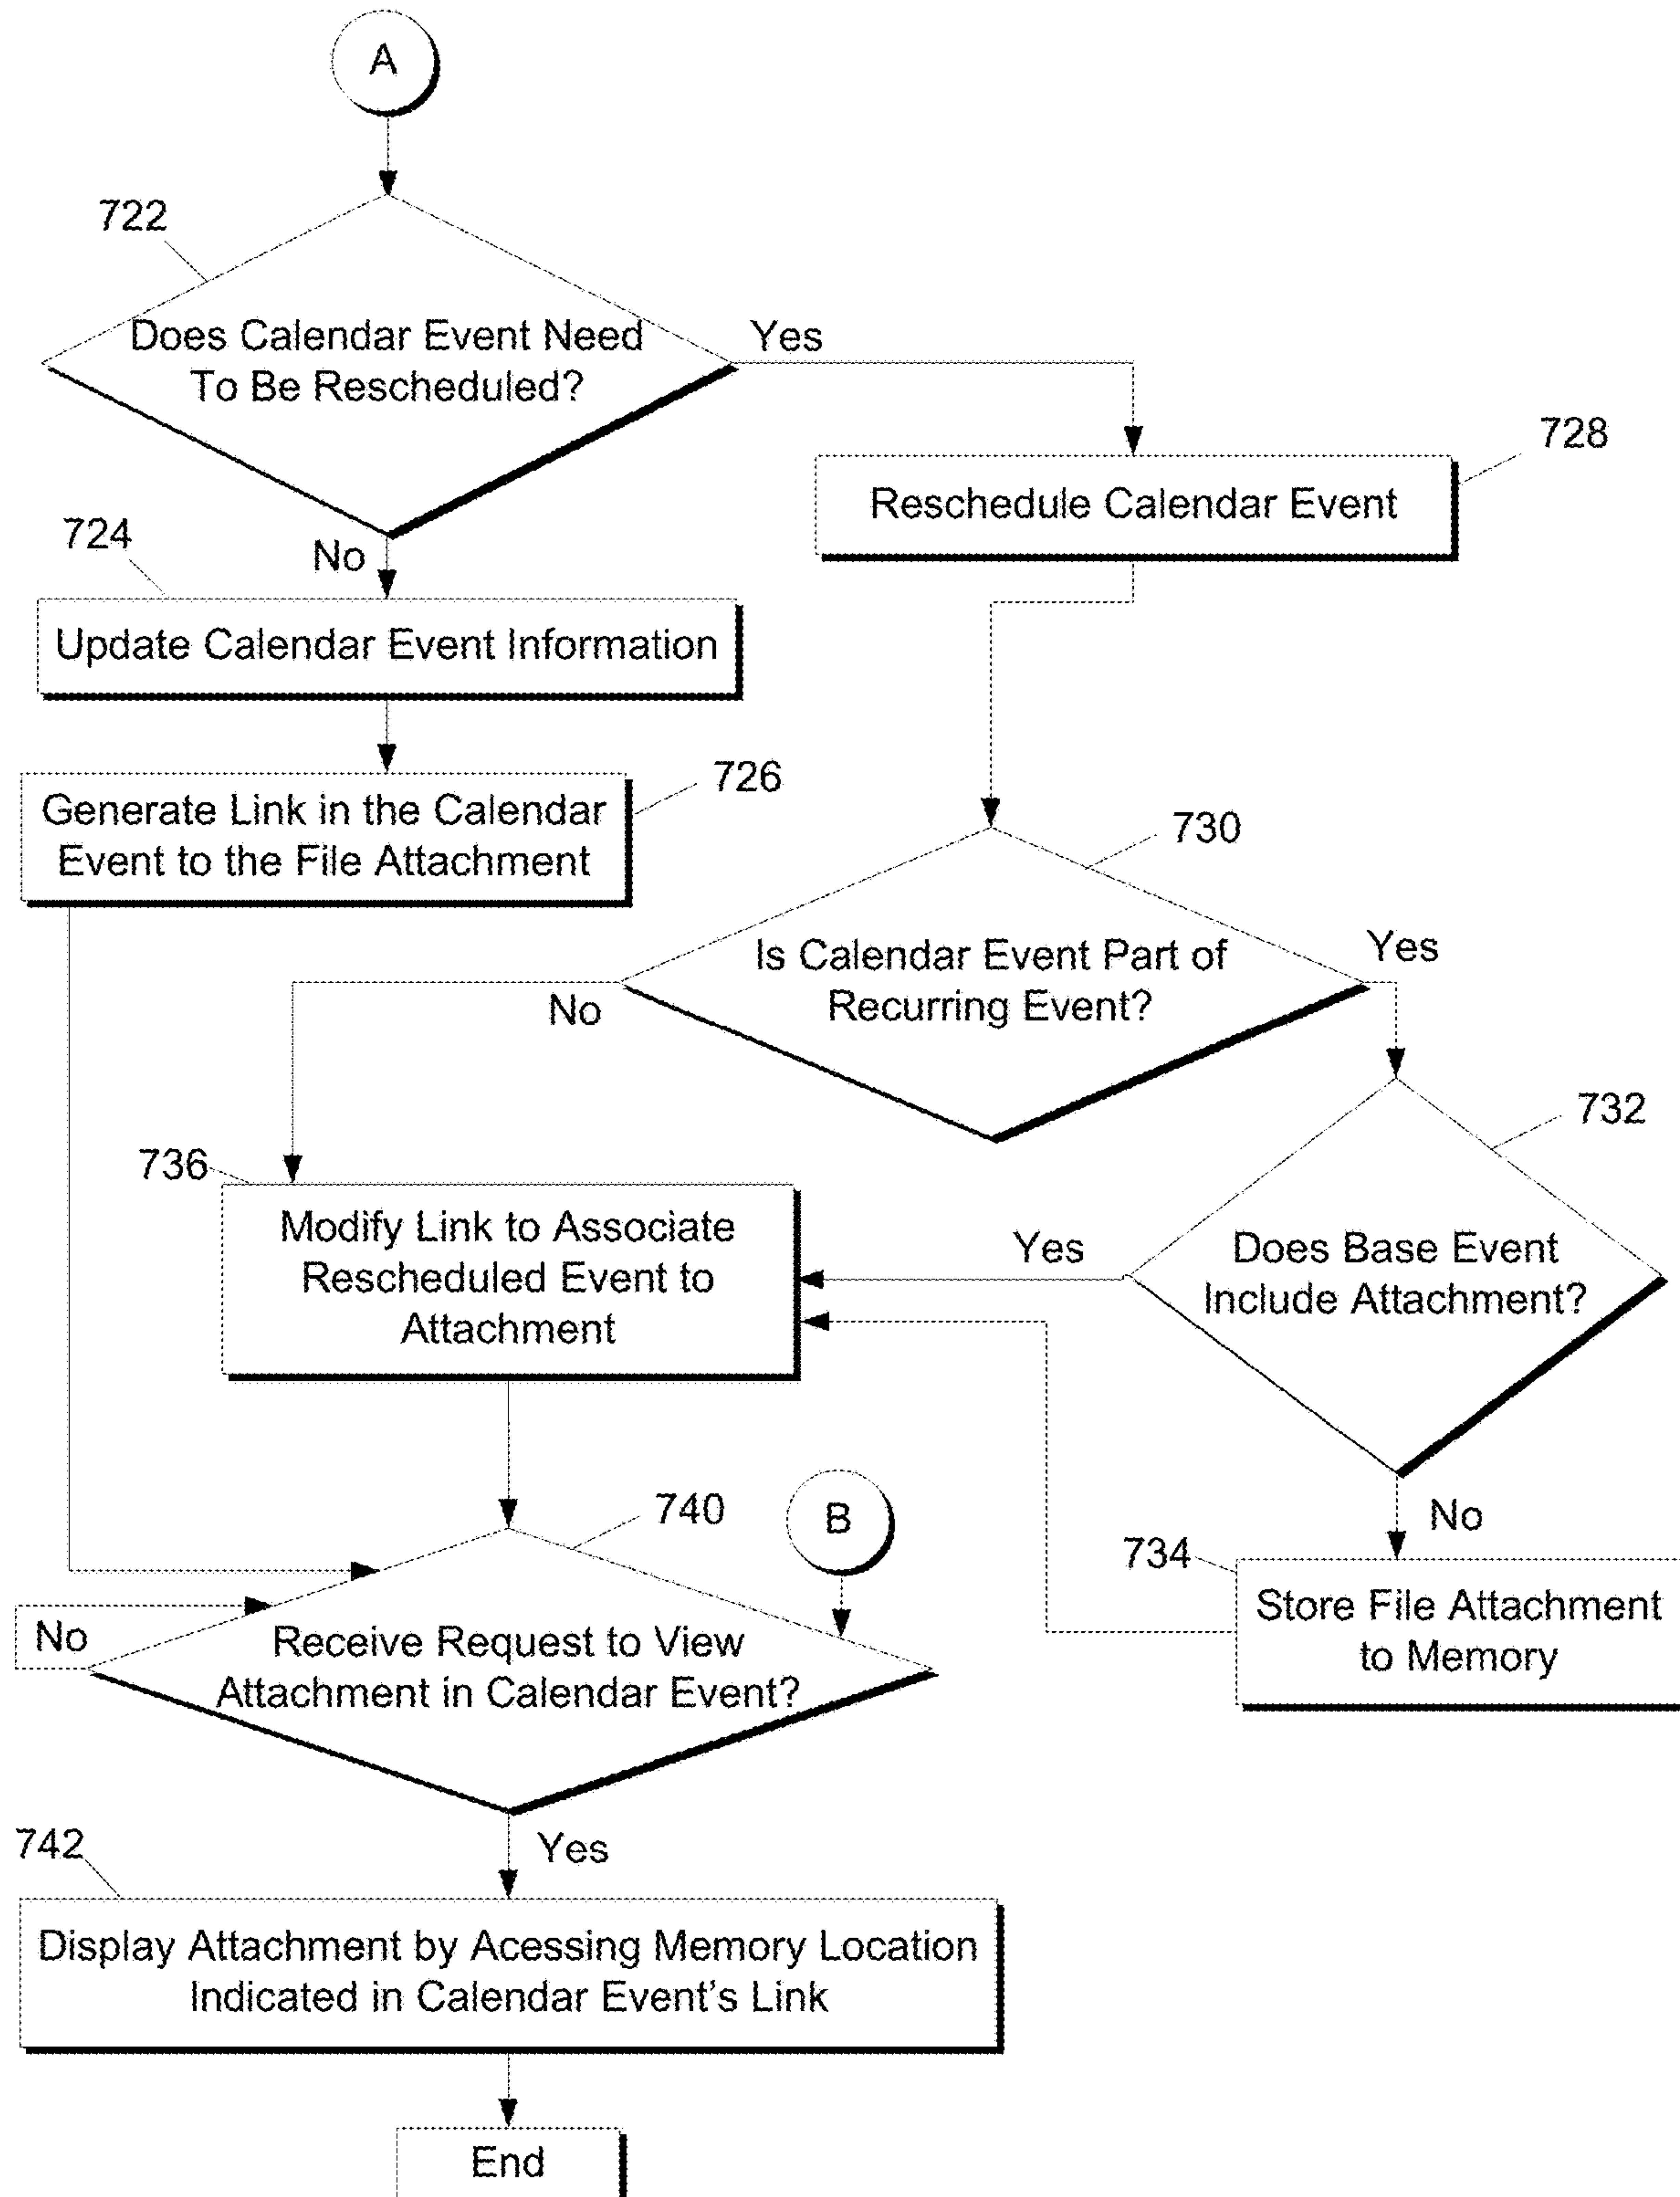 A
722
Does Calendar Event Need
To Be Rescheduled?
Yes
No
728
Reschedule Calendar Event
724
Update Calendar Event Information
726
Generate Link in the Calendar
Event to the File Attachment
730
Is Calendar Event Part of
Recurring Event?
Yes
No
732
Does Base Event
Include Attachment?
Yes
No
736
Modify Link to Associate
Rescheduled Event to
Attachment
734
Store File Attachment
to Memory
740
B
No
Receive Request to View
Attachment in Calendar Event?
Yes
742
Display Attachment by Acessing Memory Location
Indicated in Calendar Event's Link
End